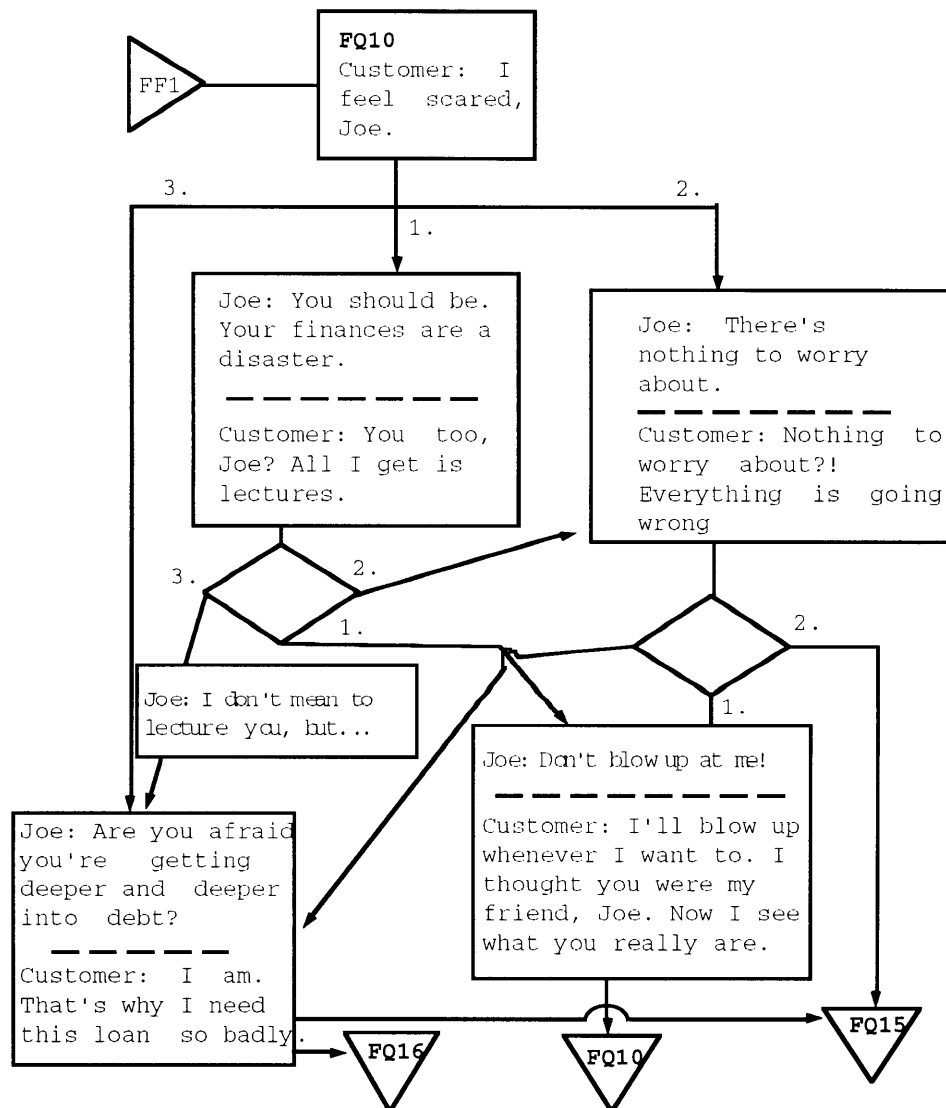 FF1
FQ10
Customer: I
feel scared,
Joe.
3.
2.
1.
Joe: You should be.
Your finances are a
disaster.
Customer: You too,
Joe? All I get is
lectures.
Joe: There's
nothing to worry
about.
Customer: Nothing to
worry about?!
Everything is going
wrong
3.
2.
1.
2.
1.
Joe: I don't mean to
lecture you, but...
Joe: Don't blow up at me!
Customer: I'll blow up
whenever I want to. I
thought you were my
friend, Joe. Now I see
what you really are.
Joe: Are you afraid
you're getting
deeper and deeper
into debt?
Customer: I am.
That's why I need
this loan so badly.
FQ16
FQ10
FQ15